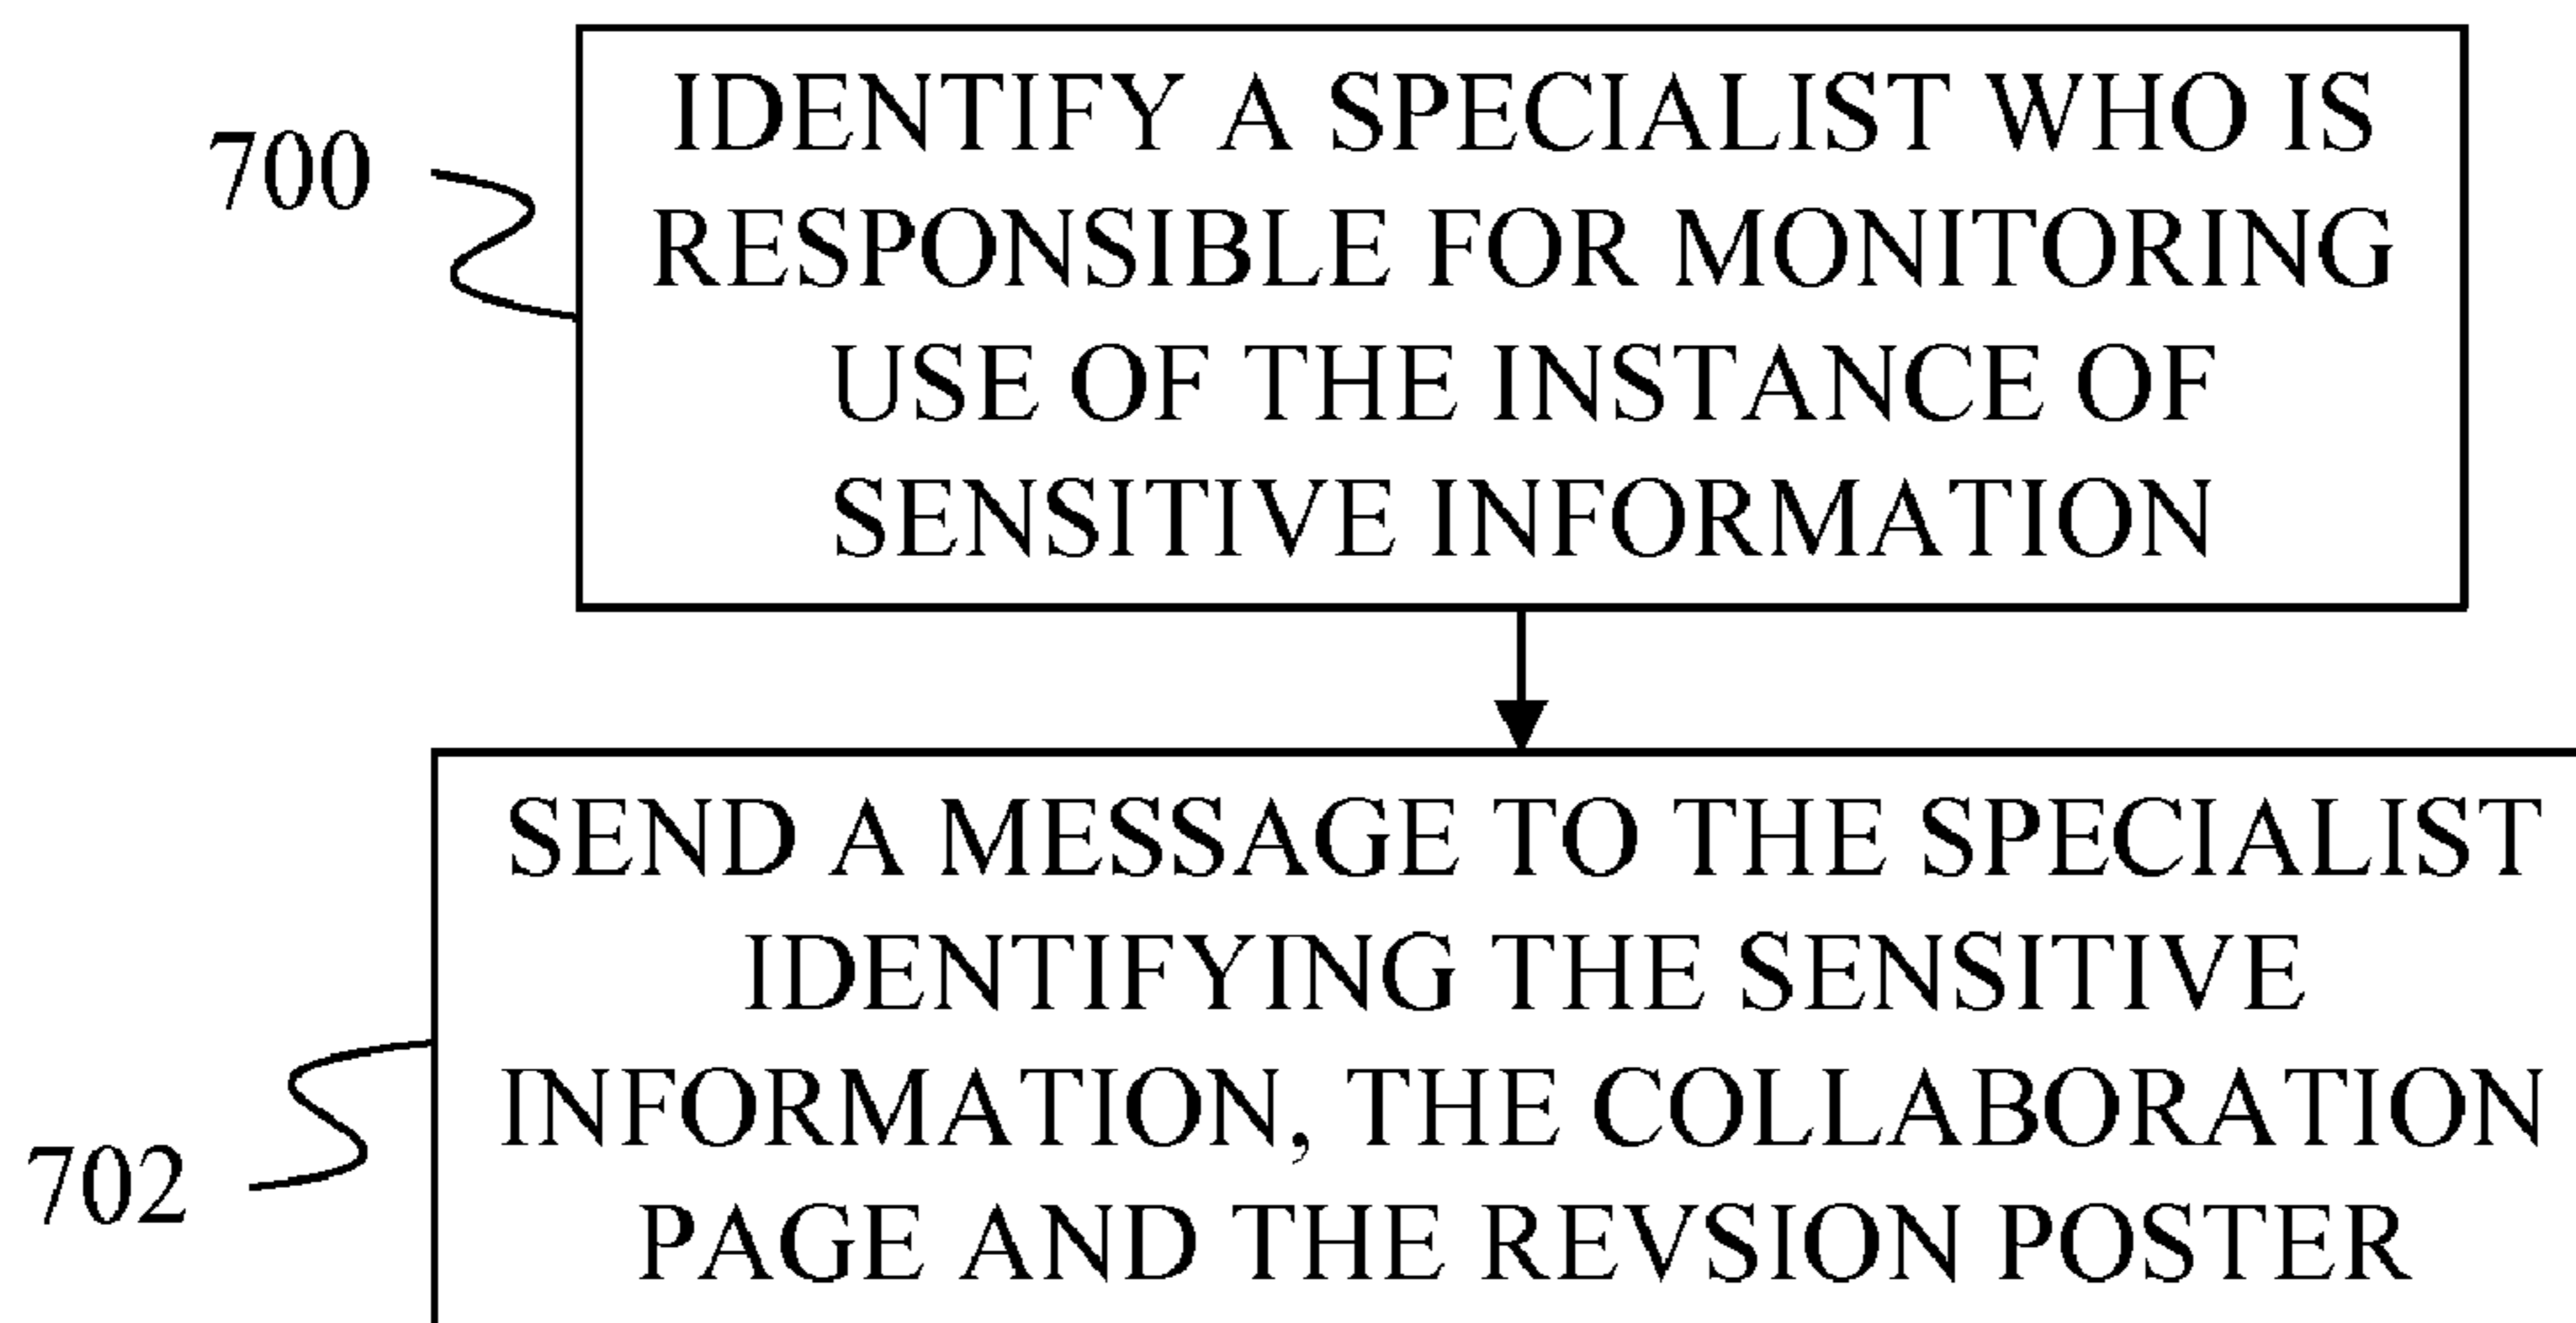 700
IDENTIFY A SPECIALIST WHO IS
RESPONSIBLE FOR MONITORING
USE OF THE INSTANCE OF
SENSITIVE INFORMATION
702
SEND A MESSAGE TO THE SPECIALIST
IDENTIFYING THE SENSITIVE
INFORMATION, THE COLLABORATION
PAGE AND THE REVSION POSTER